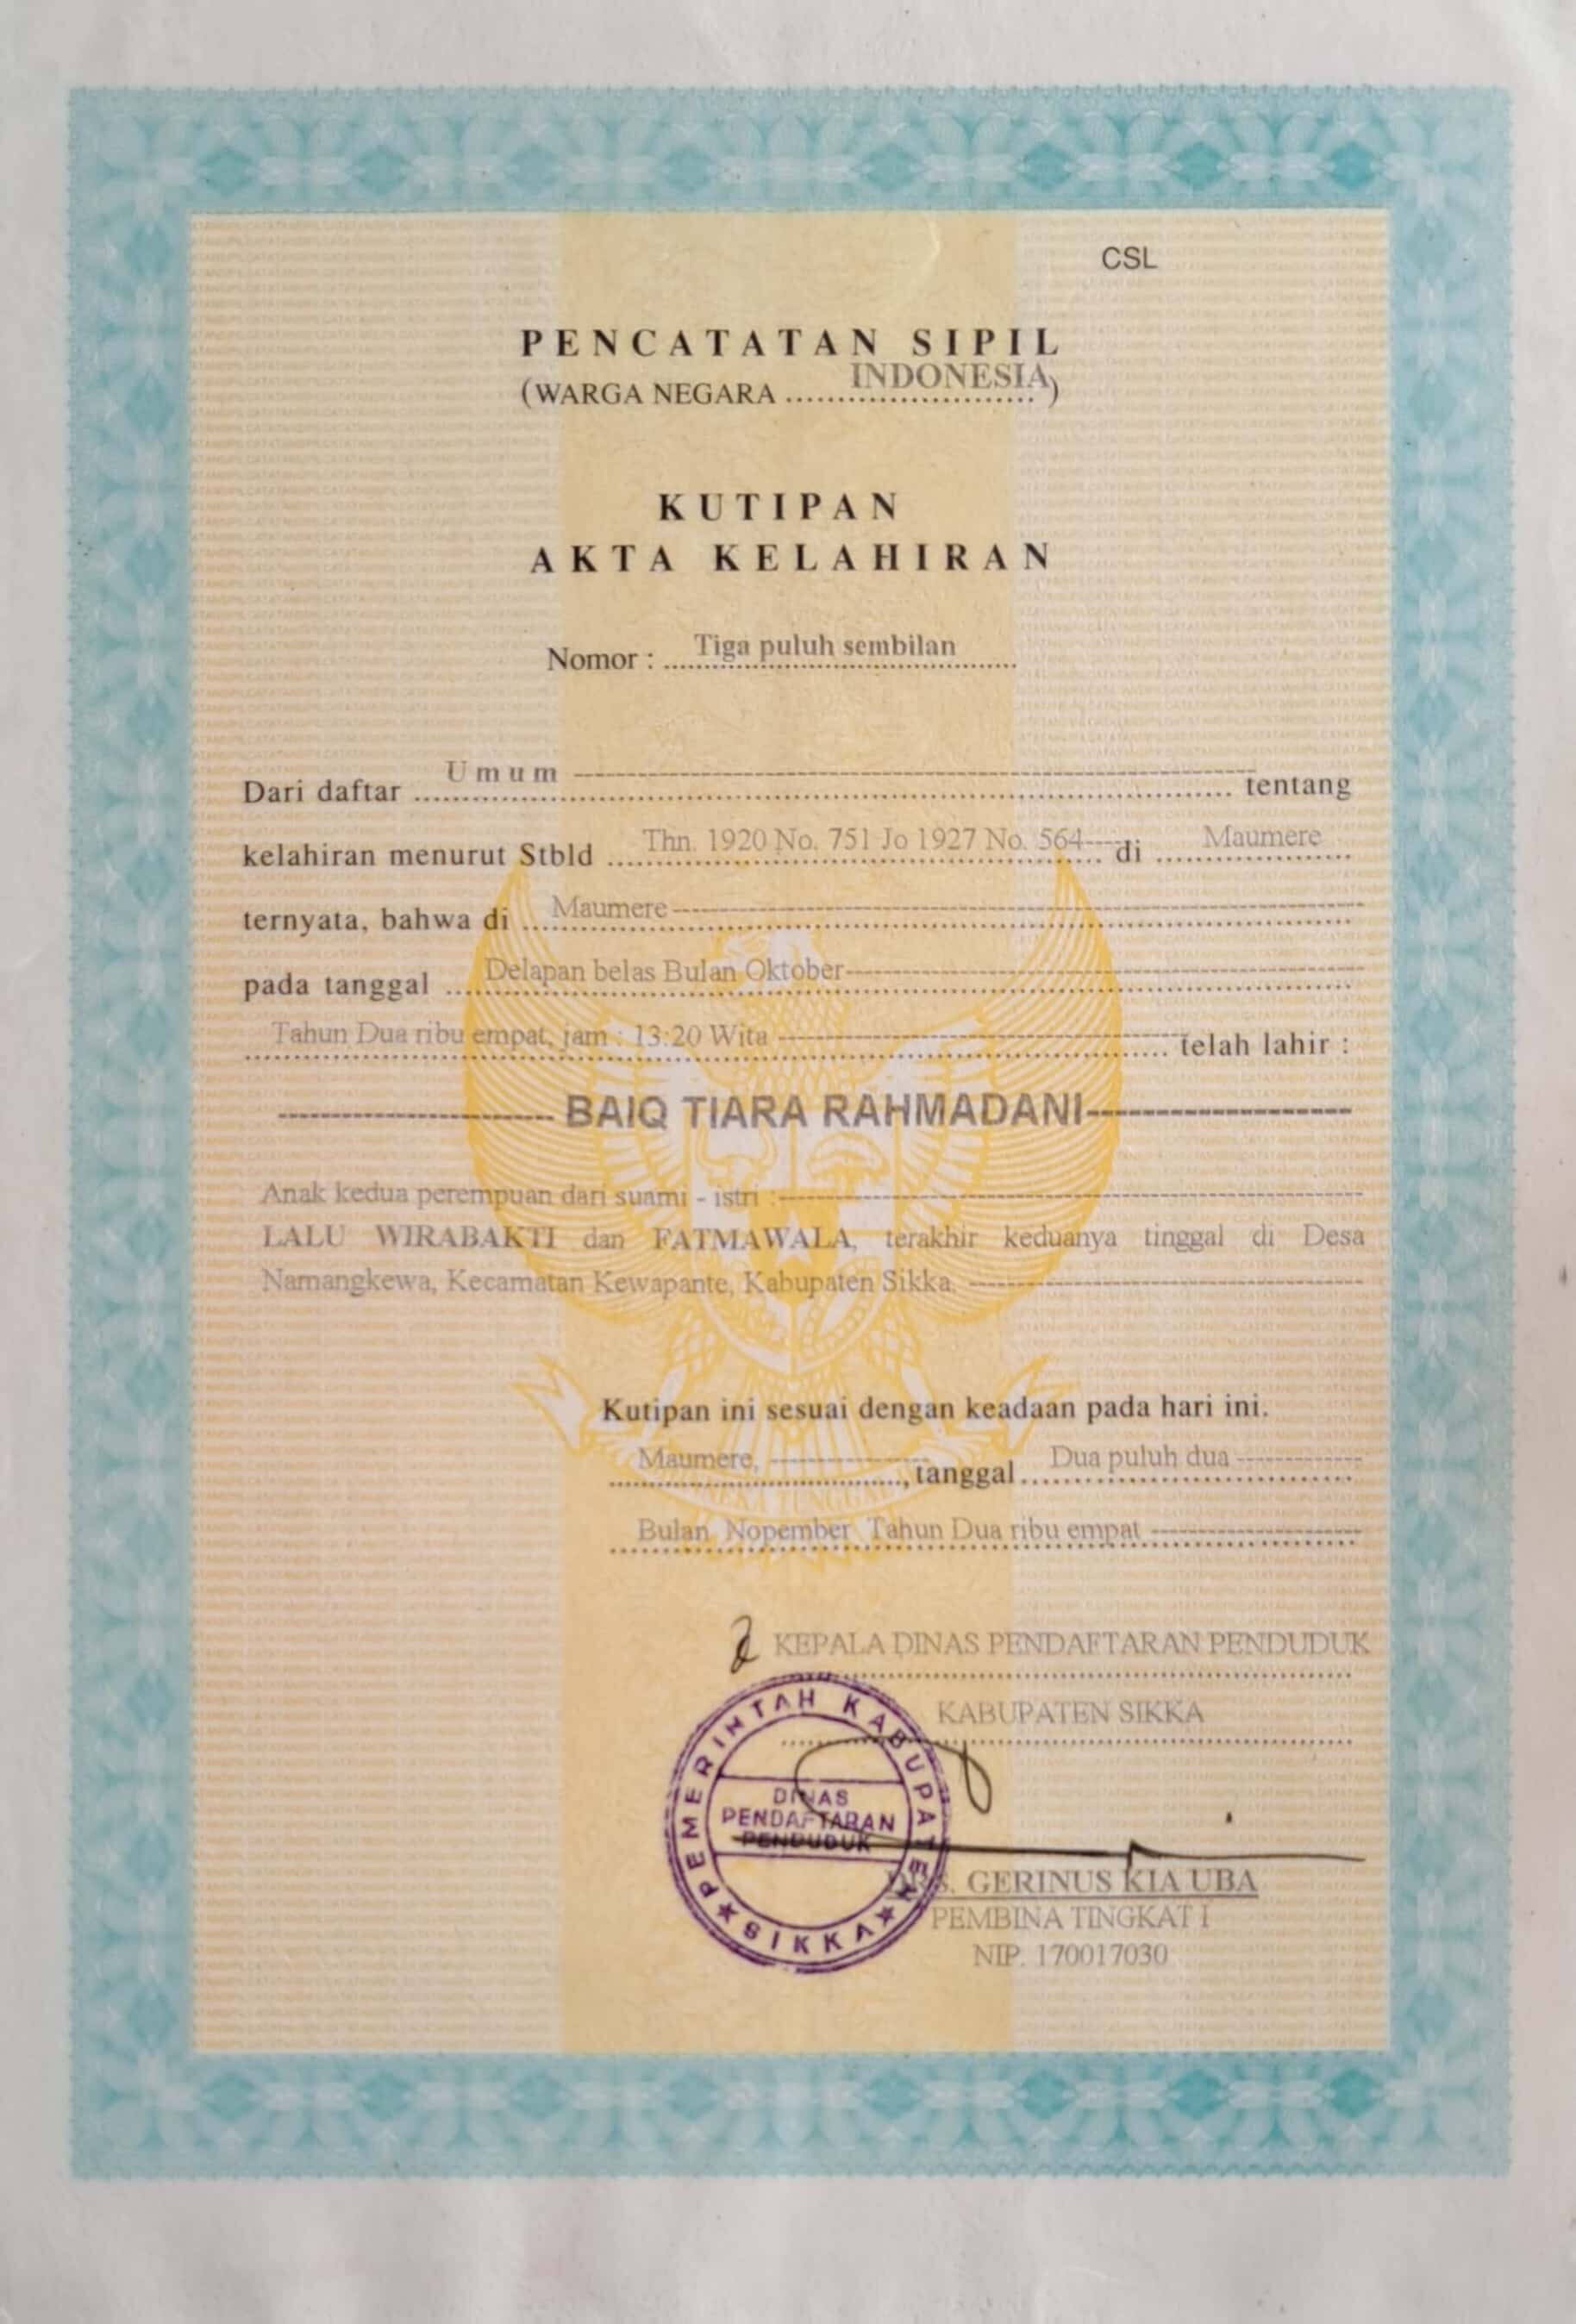 CSL
PENCATATAN SIPIL
(WARGA NEGARA INDONESIA)
KUTIPAN
AKTA KELAHIRAN
Nomor : Tiga puluh sembilan
Dari daftar Umum tentang
kelahiran menurut Stbld Thn. 1920 No. 751 Jo 1927 No. 564 di Maumere
ternyata, bahwa di Maumere
pada tanggal Delapan belas Bulan Oktober
Tahun Dua ribu empat, jam : 13:20 Wita telah lahir :
BAIQ TIARA RAHMADANI
Anak kedua perempuan dari suami - istri :
LALU WIRABAKTI dan FATMAWALA, terakhir keduanya tinggal di Desa
Namangkewa, Kecamatan Kewapante, Kabupaten Sikka.
Kutipan ini sesuai dengan keadaan pada hari ini.
Maumere, tanggal Dua puluh dua
Bulan Nopember Tahun Dua ribu empat
KEPALA DINAS PENDAFTARAN PENDUDUK
KABUPATEN SIKKA
PEMERINTAH KABUPATEN
DINAS
PENDAFTARAN
PENDUDUK
SIKKA
DRS. GERINUS KIA UBA
PEMBINA TINGKAT I
NIP. 170017030